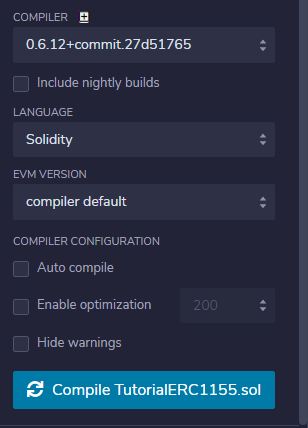 COMPILER
0.6.12+commit.27d51765
Include nightly builds
LANGUAGE
Solidity
EVM VERSION
compiler default
COMPILER CONFIGURATION
Auto compile
Enable optimization 200
Hide warnings
Compile TutorialERC1155.sol